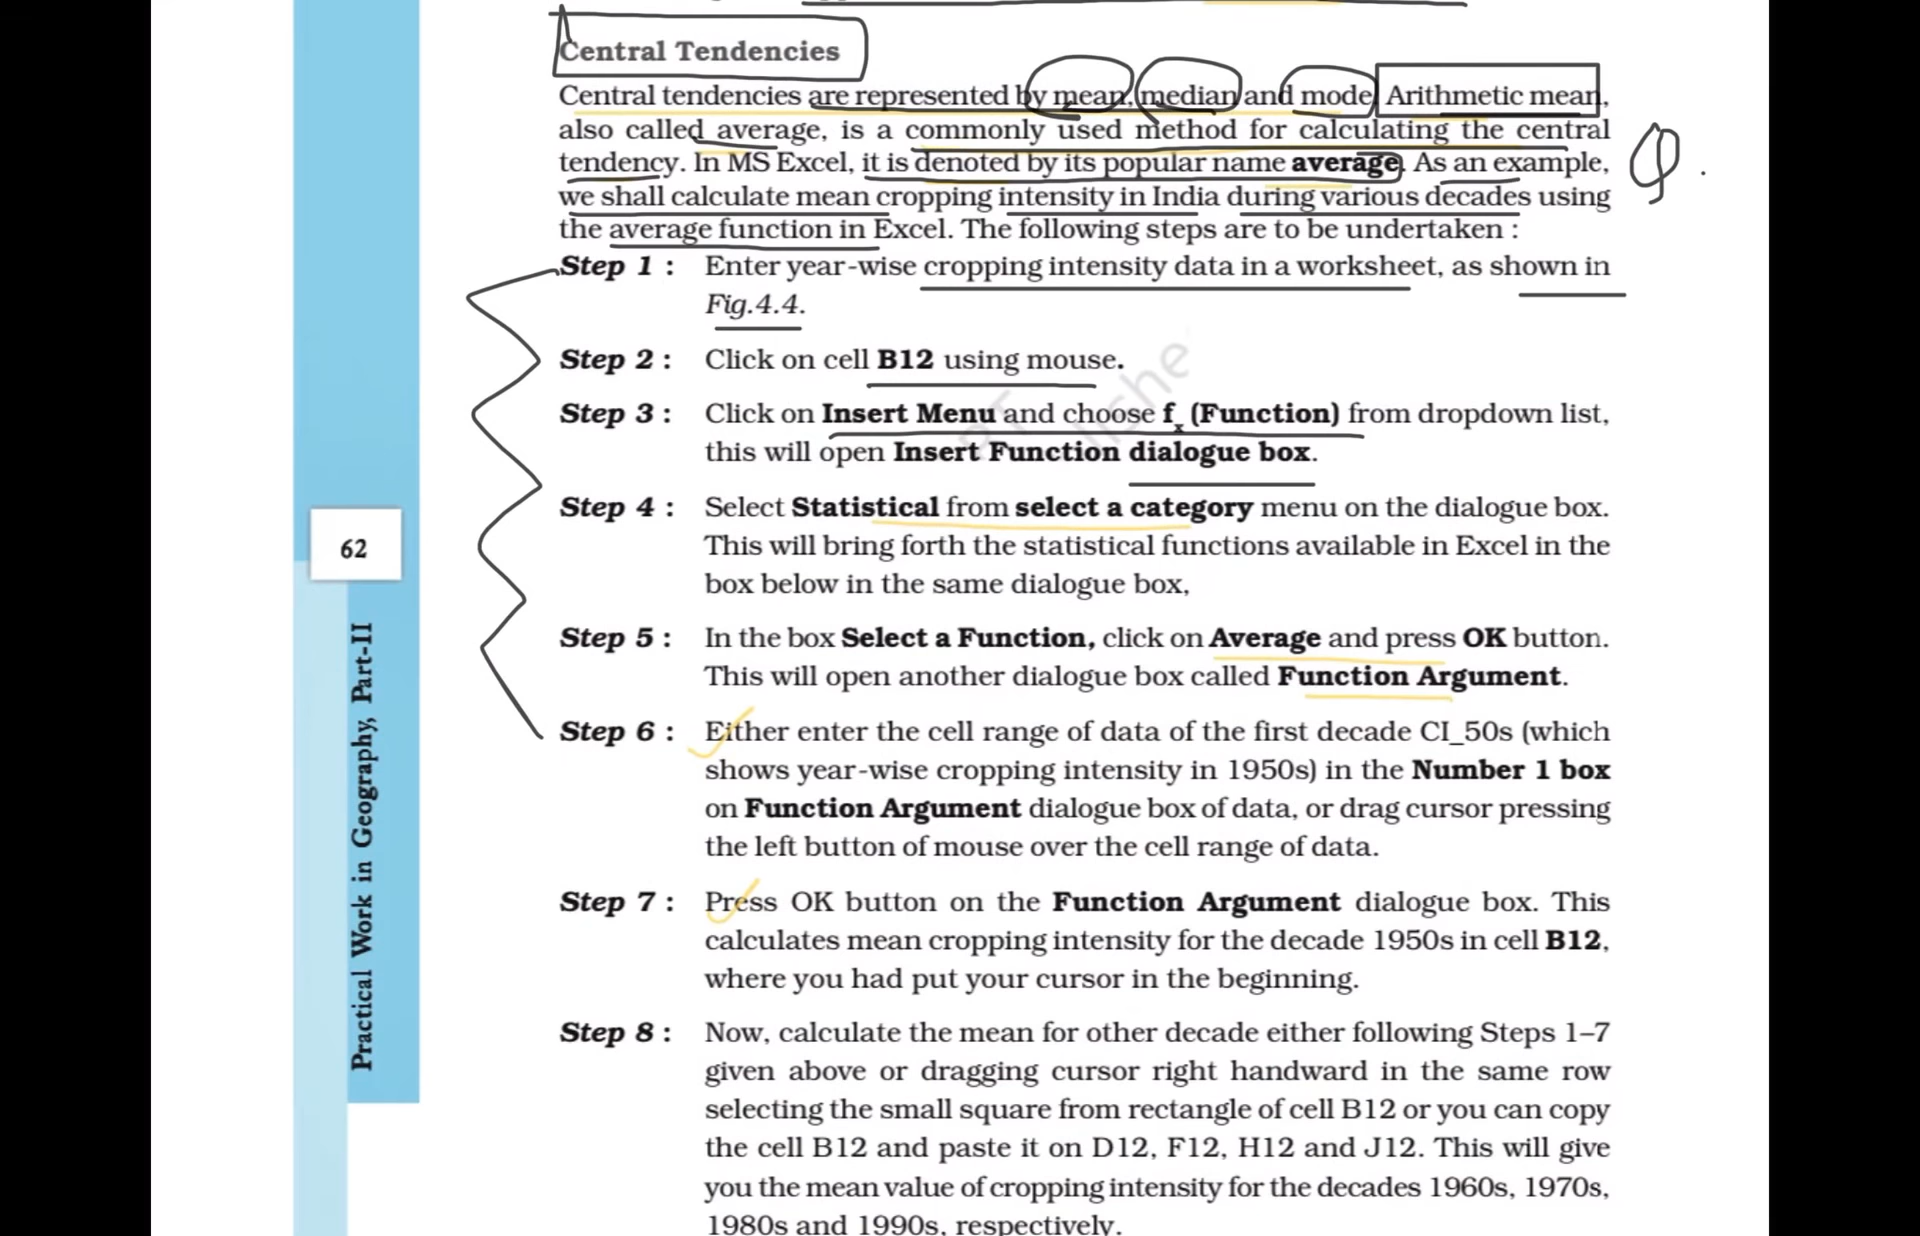 Central Tendencies
Central tendencies are represented by mean, median and mode. Arithmetic mean,
also called average, is a commonly used method for calculating the central
tendency. In MS Excel, it is denoted by its popular name average. As an example,
we shall calculate mean cropping intensity in India during various decades using
the average function in Excel. The following steps are to be undertaken :
Step 1 : Enter year-wise cropping intensity data in a worksheet, as shown in
Fig.4.4.
Step 2 : Click on cell B12 using mouse.
Step 3 : Click on Insert Menu and choose fx (Function) from dropdown list,
this will open Insert Function dialogue box.
Step 4 : Select Statistical from select a category menu on the dialogue box.
This will bring forth the statistical functions available in Excel in the
box below in the same dialogue box,
Step 5 : In the box Select a Function, click on Average and press OK button.
This will open another dialogue box called Function Argument.
Step 6 : Either enter the cell range of data of the first decade CI_50s (which
shows year-wise cropping intensity in 1950s) in the Number 1 box
on Function Argument dialogue box of data, or drag cursor pressing
the left button of mouse over the cell range of data.
Step 7 : Press OK button on the Function Argument dialogue box. This
calculates mean cropping intensity for the decade 1950s in cell B12,
where you had put your cursor in the beginning.
Step 8 : Now, calculate the mean for other decade either following Steps 1–7
given above or dragging cursor right handward in the same row
selecting the small square from rectangle of cell B12 or you can copy
the cell B12 and paste it on D12, F12, H12 and J12. This will give
you the mean value of cropping intensity for the decades 1960s, 1970s,
1980s and 1990s, respectively.
62
Practical Work in Geography, Part-II